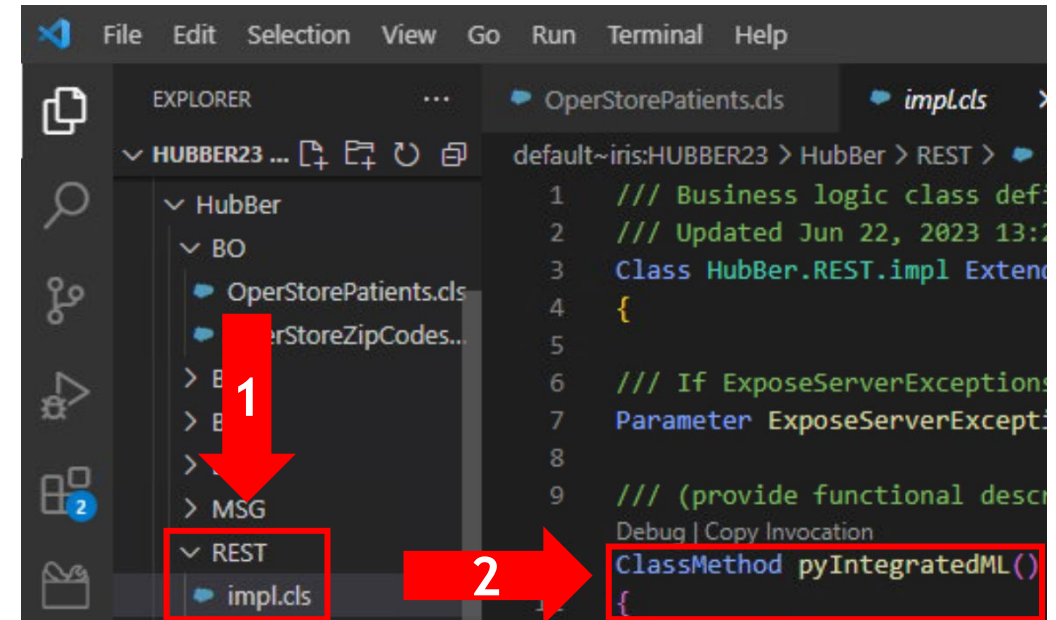 File Edit Selection View Go Run Terminal Help
EXPLORER ...
HUBBER23 ...
HubBer
BO
OperStorePatients.cls
erStoreZipCodes...
MSG
REST
impl.cls
1
2
2
OperStorePatients.cls impl.cls
default~iris:HUBBER23 > HubBer > REST >
1 /// Business logic class defi
2 /// Updated Jun 22, 2023 13:2
3 Class HubBer.REST.impl Extend
4 {
5
6 /// If ExposeServerExceptions
7 Parameter ExposeServerExcepti
8
9 /// (provide functional descr
Debug | Copy Invocation
ClassMethod pyIntegratedML()
{